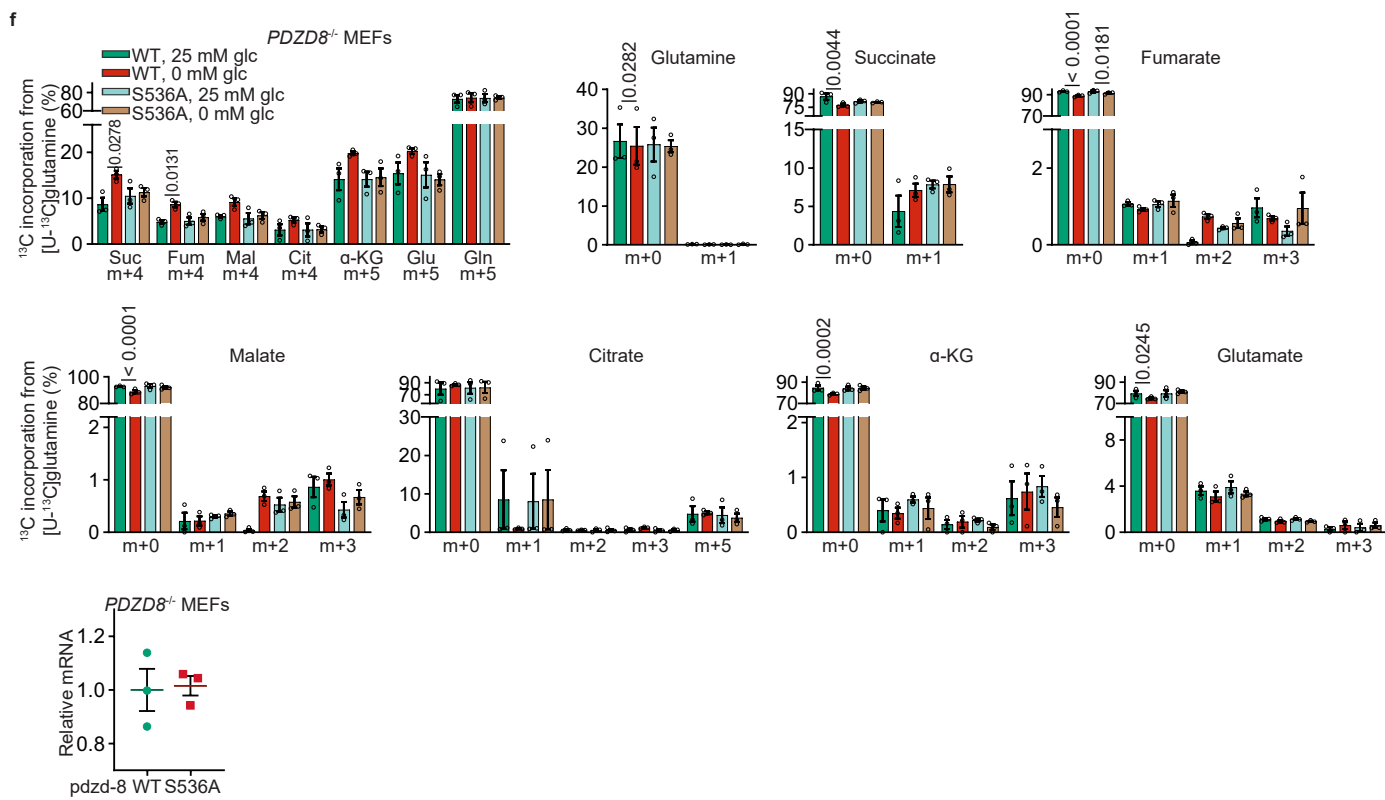 f
PDZD8-/- MEFs
WT, 25 mM glc
WT, 0 mM glc
S536A, 25 mM glc
S536A, 0 mM glc
13C incorporation from
[U-13C]glutamine (%)
80
60
20
10
0
0.0278
0.0131
Suc Fum Mal Cit α-KG Glu Gln
m+4 m+4 m+4 m+4 m+5 m+5 m+5
Glutamine
0.0282
40
30
20
10
0
m+0 m+1
Succinate
0.0044
90
75
15
10
5
0
m+0 m+1
Fumarate
< 0.0001
0.0181
90
70
2
0
m+0 m+1 m+2 m+3
13C incorporation from
[U-13C]glutamine (%)
Malate
< 0.0001
100
80
2
1
0
m+0 m+1 m+2 m+3
Citrate
90
70
30
20
10
0
m+0 m+1 m+2 m+3 m+5
α-KG
0.0002
90
70
2
1
0
m+0 m+1 m+2 m+3
Glutamate
0.0245
90
70
8
4
0
m+0 m+1 m+2 m+3
PDZD8-/- MEFs
Relative mRNA
1.2
1.0
0.8
pdzd-8 WT S536A